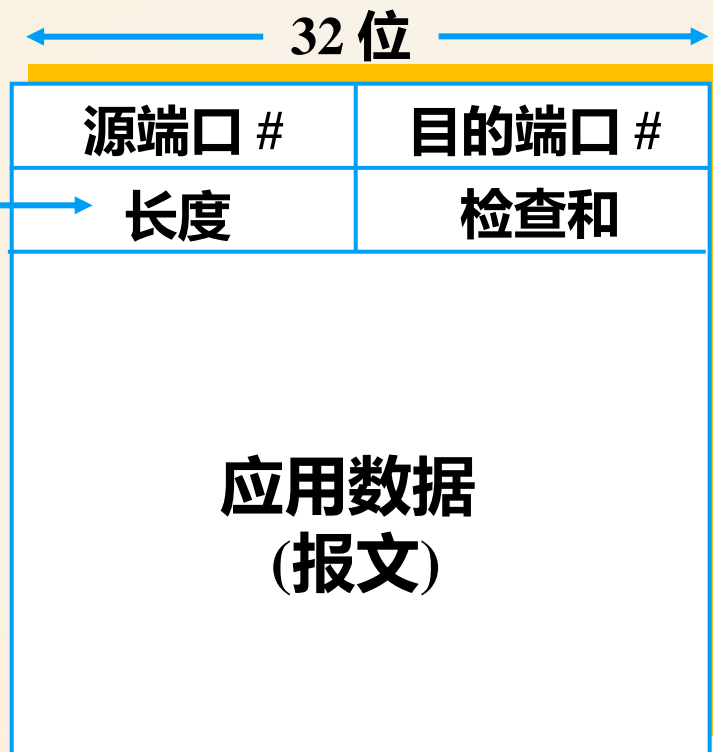 32 位
源端口 #
目的端口 #
长度
检查和
应用数据
(报文)